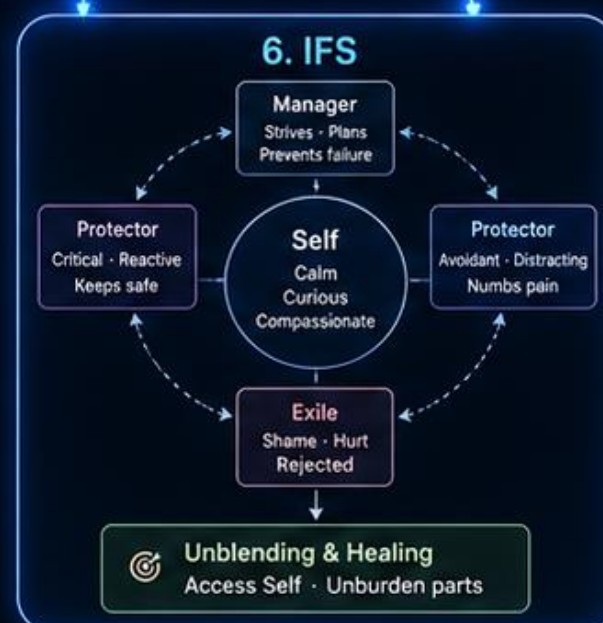 6. IFS
Manager
Strives · Plans
Prevents failure
Protector
Critical · Reactive
Keeps safe
Self
Calm
Curious
Compassionate
Protector
Avoidant · Distracting
Numbs pain
Exile
Shame · Hurt
Rejected
Unblending & Healing
Access Self · Unburden parts